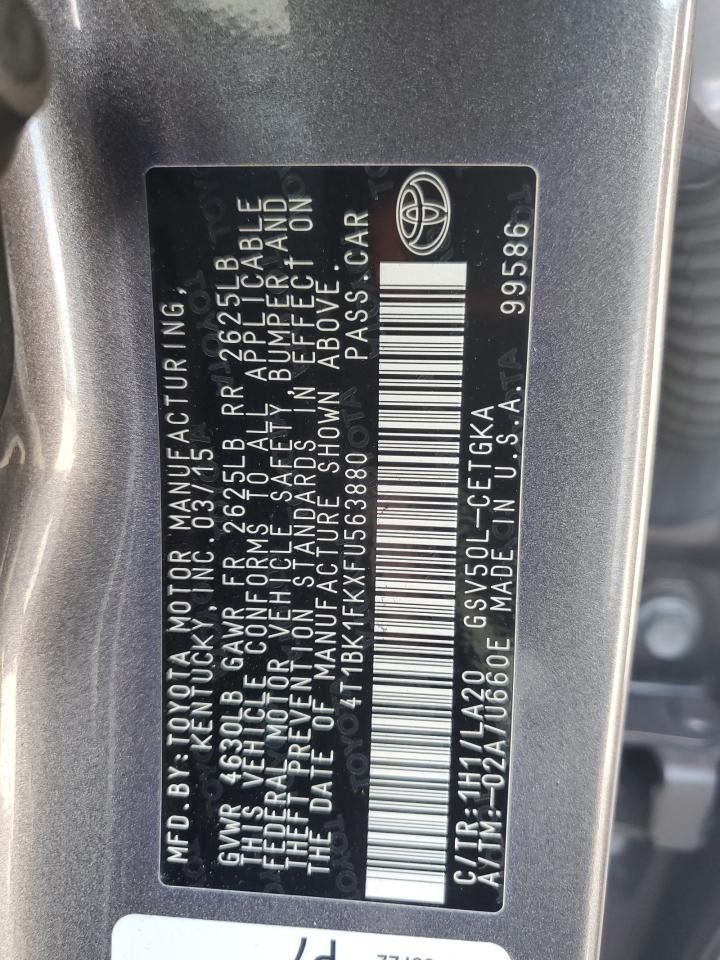 MFD.BY:TOYOTA MOTOR MANUFACTURING,
KENTUCKY,INC.03/15
GVWR 4630LB GAWR FR 2625LB RR 2625LB
THIS VEHICLE CONFORMS TO ALL APPLICABLE
FEDERAL MOTOR VEHICLE SAFETY, BUMPER, AND
THEFT PREVENTION STANDARDS IN EFFECT ON
THE DATE OF MANUFACTURE SHOWN ABOVE.
4T1BK1FKXFU563880 PASS.CAR
C/TR:1H1/LA20 GSV50L-CETGKA
A/TM:-02A/U660E MADE IN U.S.A. 99586